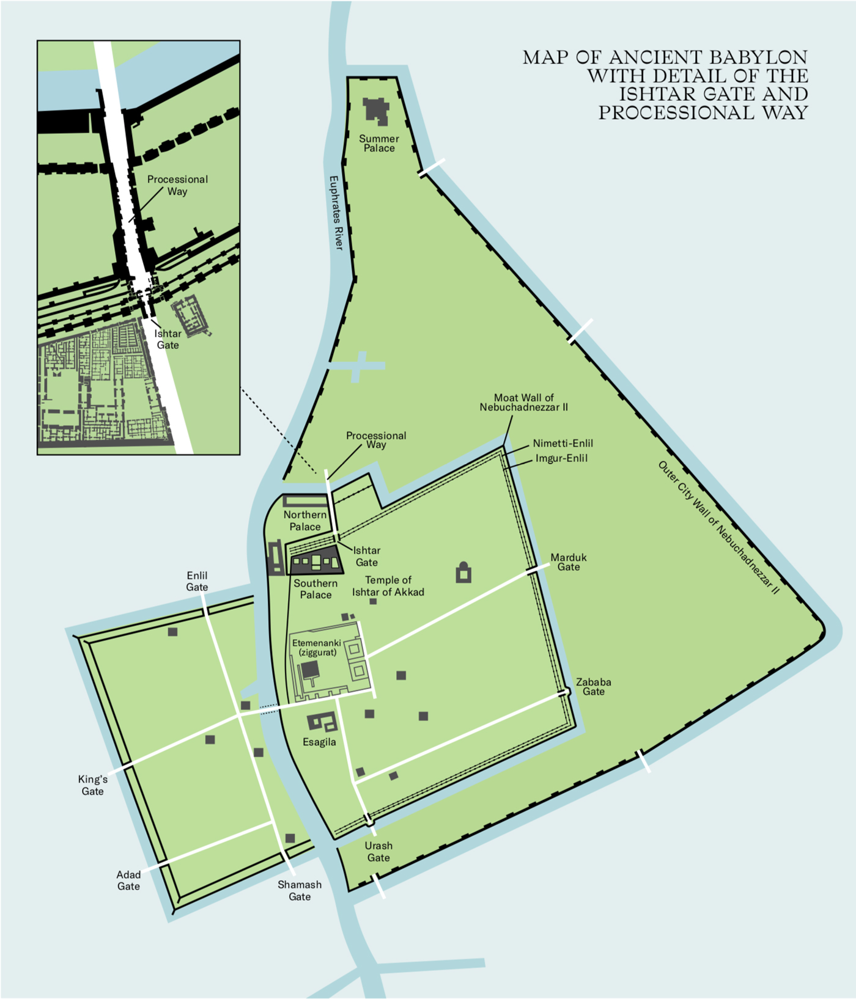 MAP OF ANCIENT BABYLON
WITH DETAIL OF THE
ISHTAR GATE AND
PROCESSIONAL WAY
Processional
Way
Ishtar
Gate
Summer
Palace
Euphrates River
Moat Wall of
Nebuchadnezzar II
Processional
Way
Nimetti-Enlil
Imgur-Enlil
Outer City Wall of Nebuchadnezzar II
Northern
Palace
Ishtar
Gate
Marduk
Gate
Enlil
Gate
Southern
Palace
Temple of
Ishtar of Akkad
Etemenanki
(ziggurat)
Zababa
Gate
Esagila
King's
Gate
Urash
Gate
Adad
Gate
Shamash
Gate